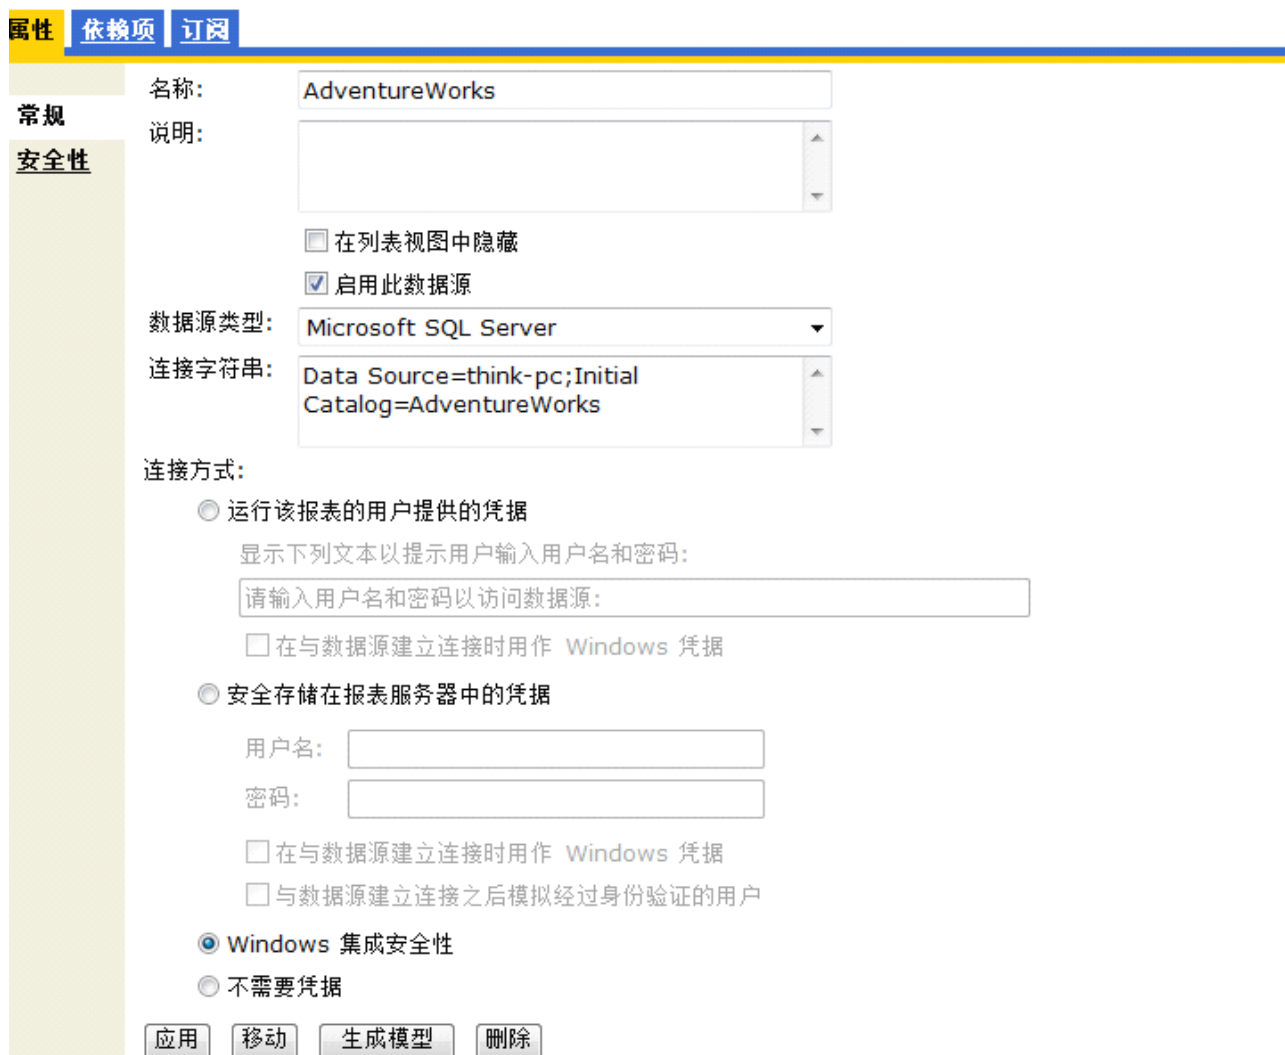 属性 依赖项 订阅
常规
安全性
名称: AdventureWorks
说明:
在列表视图中隐藏
启用此数据源
数据源类型: Microsoft SQL Server
连接字符串: Data Source=think-pc;Initial
Catalog=AdventureWorks
连接方式:
运行该报表的用户提供的凭据
显示下列文本以提示用户输入用户名和密码:
请输入用户名和密码以访问数据源:
在与数据源建立连接时用作 Windows 凭据
安全存储在报表服务器中的凭据
用户名:
密码:
在与数据源建立连接时用作 Windows 凭据
与数据源建立连接之后模拟经过身份验证的用户
Windows 集成安全性
不需要凭据
应用 移动 生成模型 删除